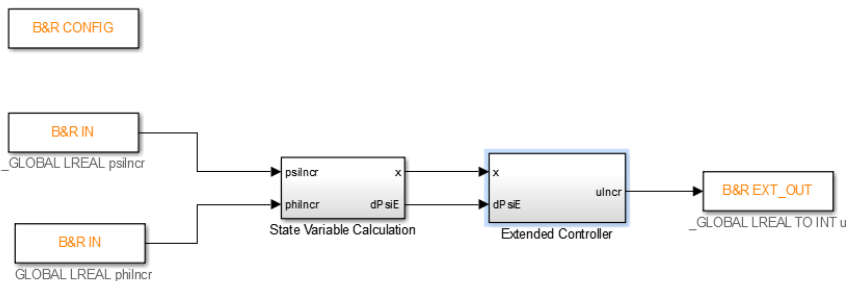 B&R CONFIG
B&R IN
_GLOBAL LREAL psiIncr
psiIncr
x
x
uIncr
B&R EXT_OUT
phiIncr
dPsiE
dPsiE
_GLOBAL LREAL TO INT u
State Variable Calculation
Extended Controller
B&R IN
GLOBAL LREAL phiIncr